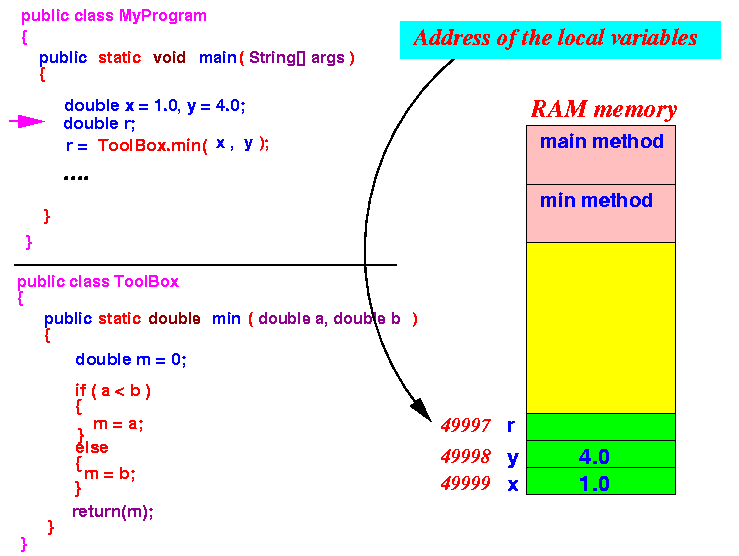 public class MyProgram
{
public static void main ( String[] args )
{
double x = 1.0, y = 4.0;
double r;
r = ToolBox.min( x , y );
....
}
}
public class ToolBox
{
public static double min ( double a, double b )
{
double m = 0;
if ( a < b )
{
m = a;
}
else
{
m = b;
}
return(m);
}
}
Address of the local variables
RAM memory
main method
min method
49997 r
49998 y 4.0
49999 x 1.0